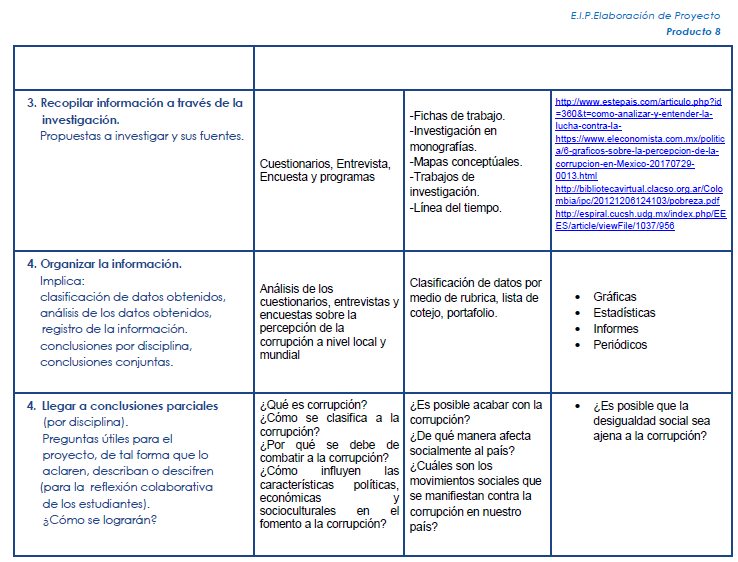 E.I.P.Elaboración de Proyecto
Producto 8
3. Recopilar información a través de la
investigación.
Propuestas a investigar y sus fuentes.
Cuestionarios, Entrevista,
Encuesta y programas
-Fichas de trabajo.
-Investigación en
monografías.
-Mapas conceptúales.
-Trabajos de
investigación.
-Línea del tiempo.
http://www.estepais.com/articulo.php?id
=360&t=como-analizar-y-entender-la-
lucha-contra-la-
https://www.eleconomista.com.mx/politic
a/6-graficos-sobre-la-percepcion-de-la-
corrupcion-en-Mexico-20170729-
0013.html
http://bibliotecavirtual.clacso.org.ar/Colo
mbia/ipc/20121206124103/pobreza.pdf
http://espiral.cucsh.udg.mx/index.php/EE
ES/article/viewFile/1037/956
4. Organizar la información.
Implica:
clasificación de datos obtenidos,
análisis de los datos obtenidos,
registro de la información.
conclusiones por disciplina,
conclusiones conjuntas.
Análisis de los
cuestionarios, entrevistas y
encuestas sobre la
percepción de la
corrupción a nivel local y
mundial
Clasificación de datos por
medio de rubrica, lista de
cotejo, portafolio.
• Gráficas
• Estadísticas
• Informes
• Periódicos
4. Llegar a conclusiones parciales
(por disciplina).
Preguntas útiles para el
proyecto, de tal forma que lo
aclaren, describan o descifren
(para la reflexión colaborativa
de los estudiantes).
¿Cómo se lograrán?
¿Qué es corrupción?
¿Cómo se clasifica a la
corrupción?
¿Por qué se debe de
combatir a la corrupción?
¿Cómo influyen las
características políticas,
económicas y
socioculturales en el
fomento a la corrupción?
¿Es posible acabar con la
corrupción?
¿De qué manera afecta
socialmente al país?
¿Cuáles son los
movimientos sociales que
se manifiestan contra la
corrupción en nuestro
país?
• ¿Es posible que la
desigualdad social sea
ajena a la corrupción?